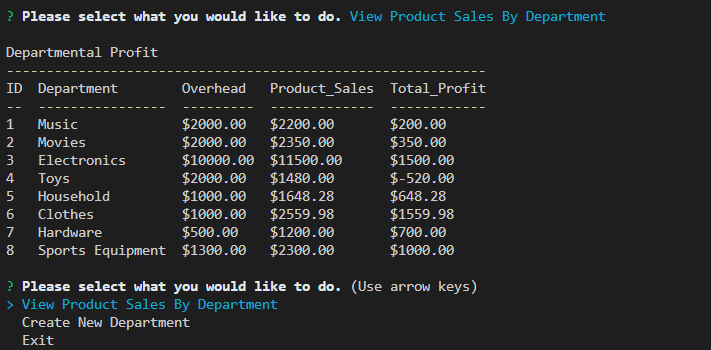 ? Please select what you would like to do. View Product Sales By Department
Departmental Profit
------------------------------------------------------------
ID  Department        Overhead   Product_Sales  Total_Profit
--  ----------------  ---------  -------------  ------------
1   Music             $2000.00   $2200.00       $200.00
2   Movies            $2000.00   $2350.00       $350.00
3   Electronics       $10000.00  $11500.00      $1500.00
4   Toys              $2000.00   $1480.00       $-520.00
5   Household         $1000.00   $1648.28       $648.28
6   Clothes           $1000.00   $2559.98       $1559.98
7   Hardware          $500.00    $1200.00       $700.00
8   Sports Equipment  $1300.00   $2300.00       $1000.00
? Please select what you would like to do. (Use arrow keys)
> View Product Sales By Department
  Create New Department
  Exit